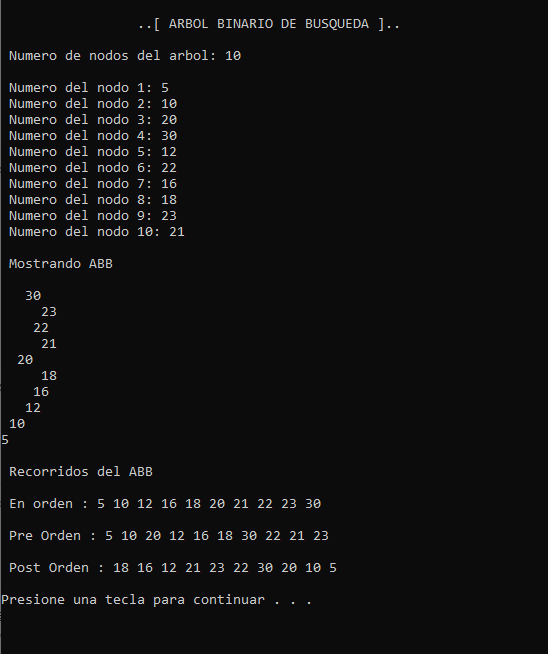 ..[ ARBOL BINARIO DE BUSQUEDA ]..
Numero de nodos del arbol: 10
Numero del nodo 1: 5
Numero del nodo 2: 10
Numero del nodo 3: 20
Numero del nodo 4: 30
Numero del nodo 5: 12
Numero del nodo 6: 22
Numero del nodo 7: 16
Numero del nodo 8: 18
Numero del nodo 9: 23
Numero del nodo 10: 21
Mostrando ABB
30
23
22
21
20
18
16
12
10
5
Recorridos del ABB
En orden : 5 10 12 16 18 20 21 22 23 30
Pre Orden : 5 10 20 12 16 18 30 22 21 23
Post Orden : 18 16 12 21 23 22 30 20 10 5
Presione una tecla para continuar . . .